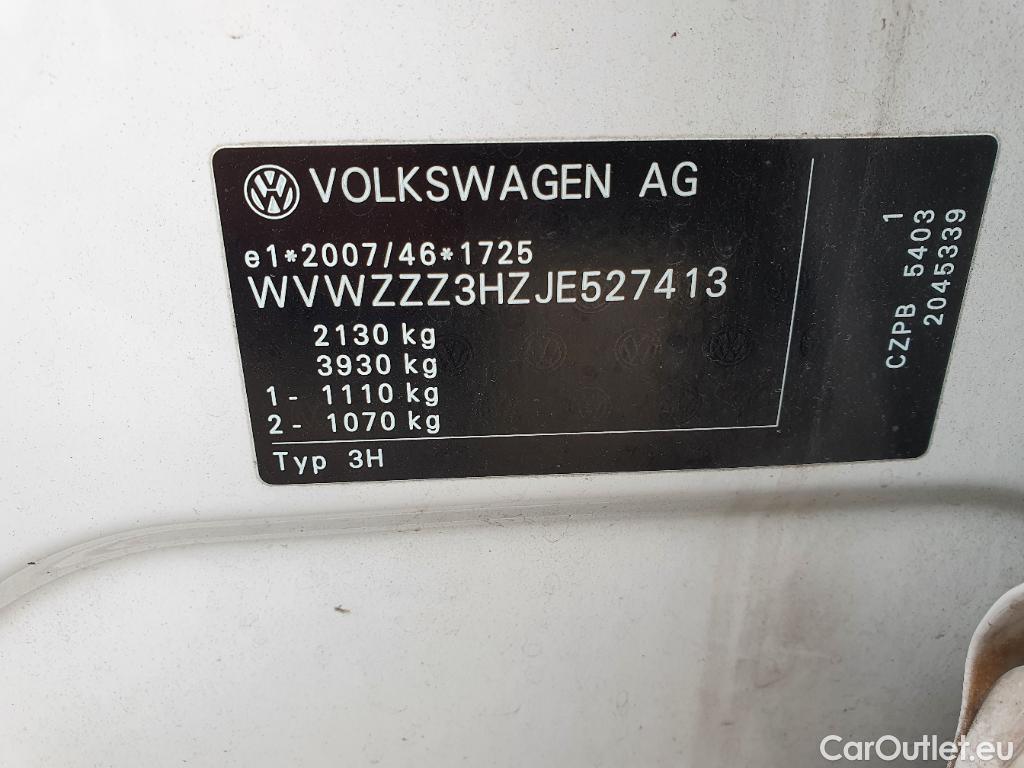 VOLKSWAGEN AG
e1*2007/46*1725
WVWZZZ3HZJE527413
2130 kg
3930 kg
1- 1110 kg
2- 1070 kg
Typ 3H
1
CZPB 5403
2045339
CarOutlet.eu